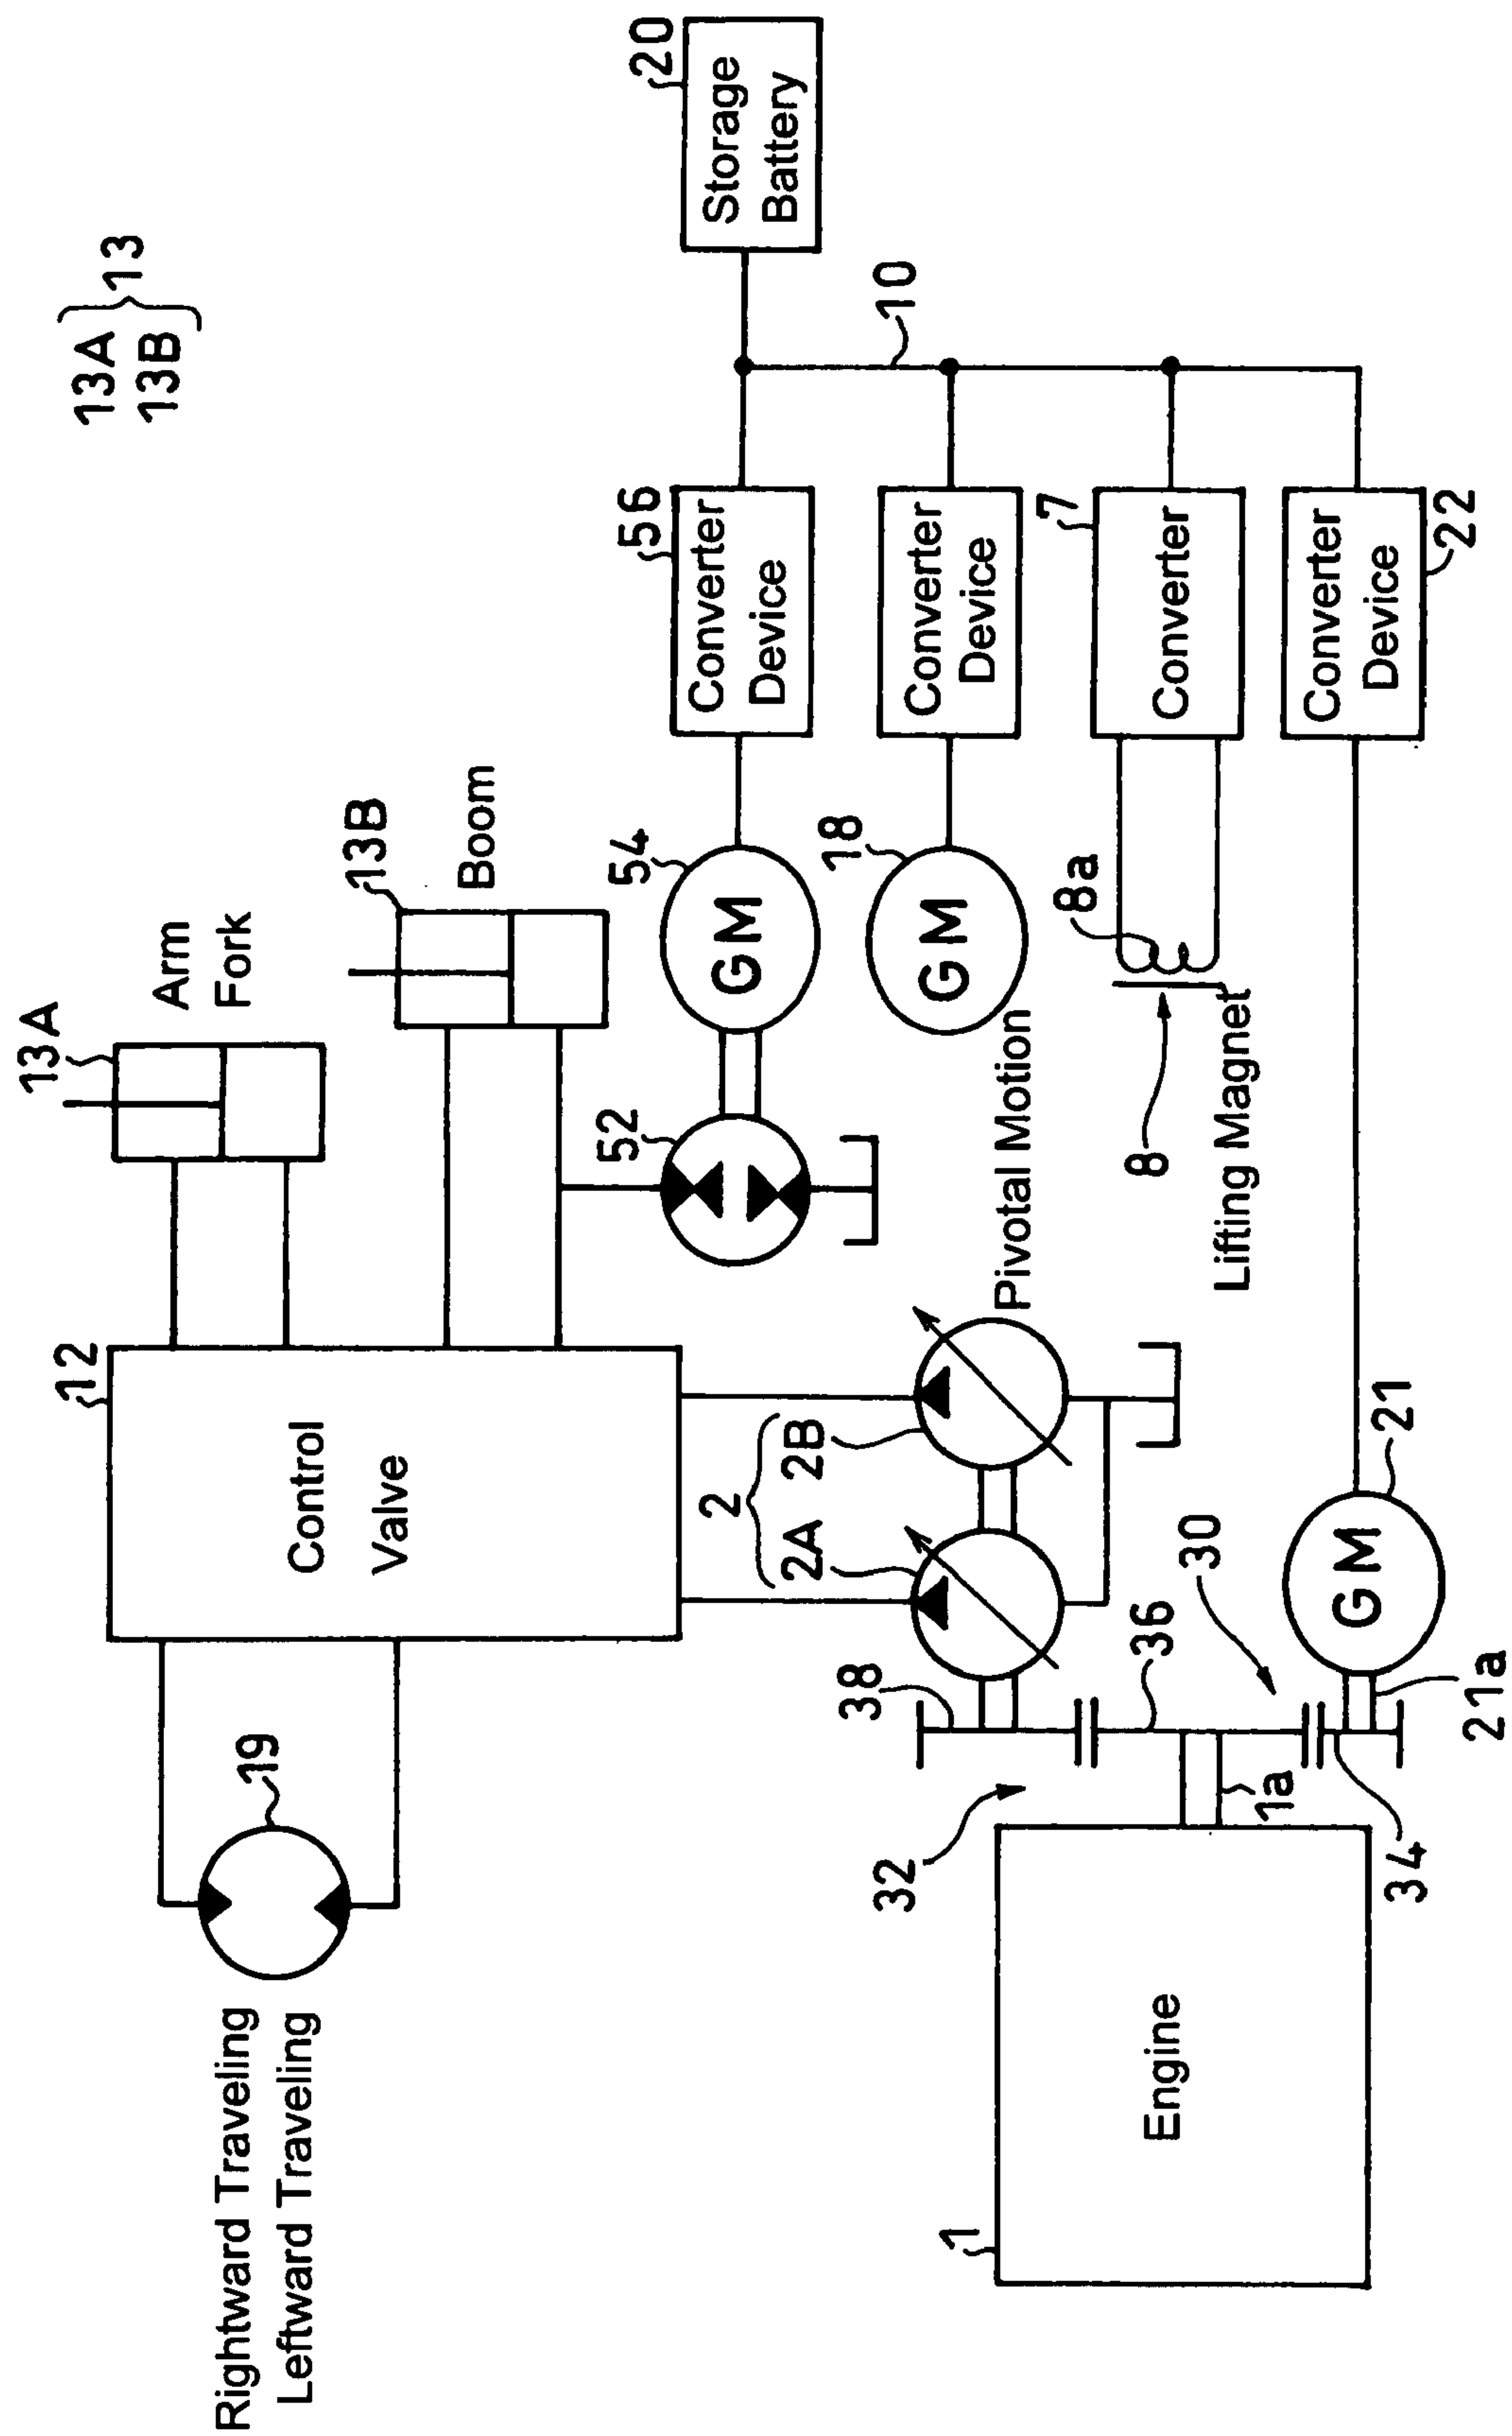 13A
13B
13
13A
Arm
Fork
13B
Boom
12
Control
Valve
19
Rightward Traveling
Leftward Traveling
20
Storage
Battery
10
56
Converter
Device
54
GM
52
2
2A
2B
18
GM
Pivotal Motion
Converter
Device
7
Converter
8a
8
Lifting Magnet
Converter
Device
22
21
GM
21a
30
36
38
32
34
1a
1
Engine